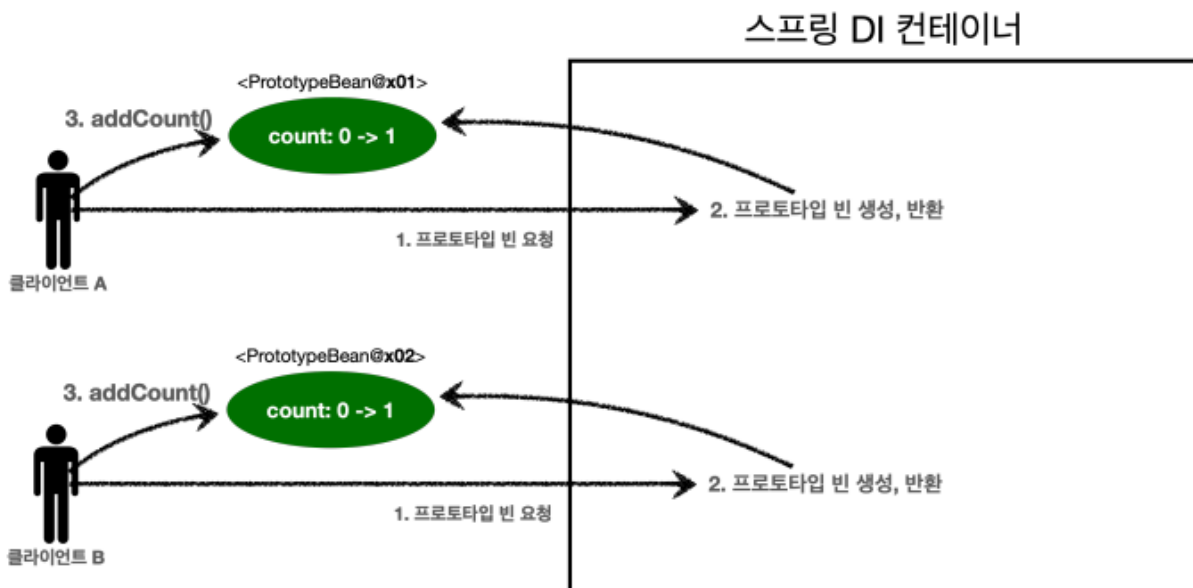 스프링 DI 컨테이너
<PrototypeBean@x01>
3. addCount()
count: 0 -> 1
2. 프로토타입 빈 생성, 반환
1. 프로토타입 빈 요청
클라이언트 A
<PrototypeBean@x02>
3. addCount()
count: 0 -> 1
2. 프로토타입 빈 생성, 반환
1. 프로토타입 빈 요청
클라이언트 B